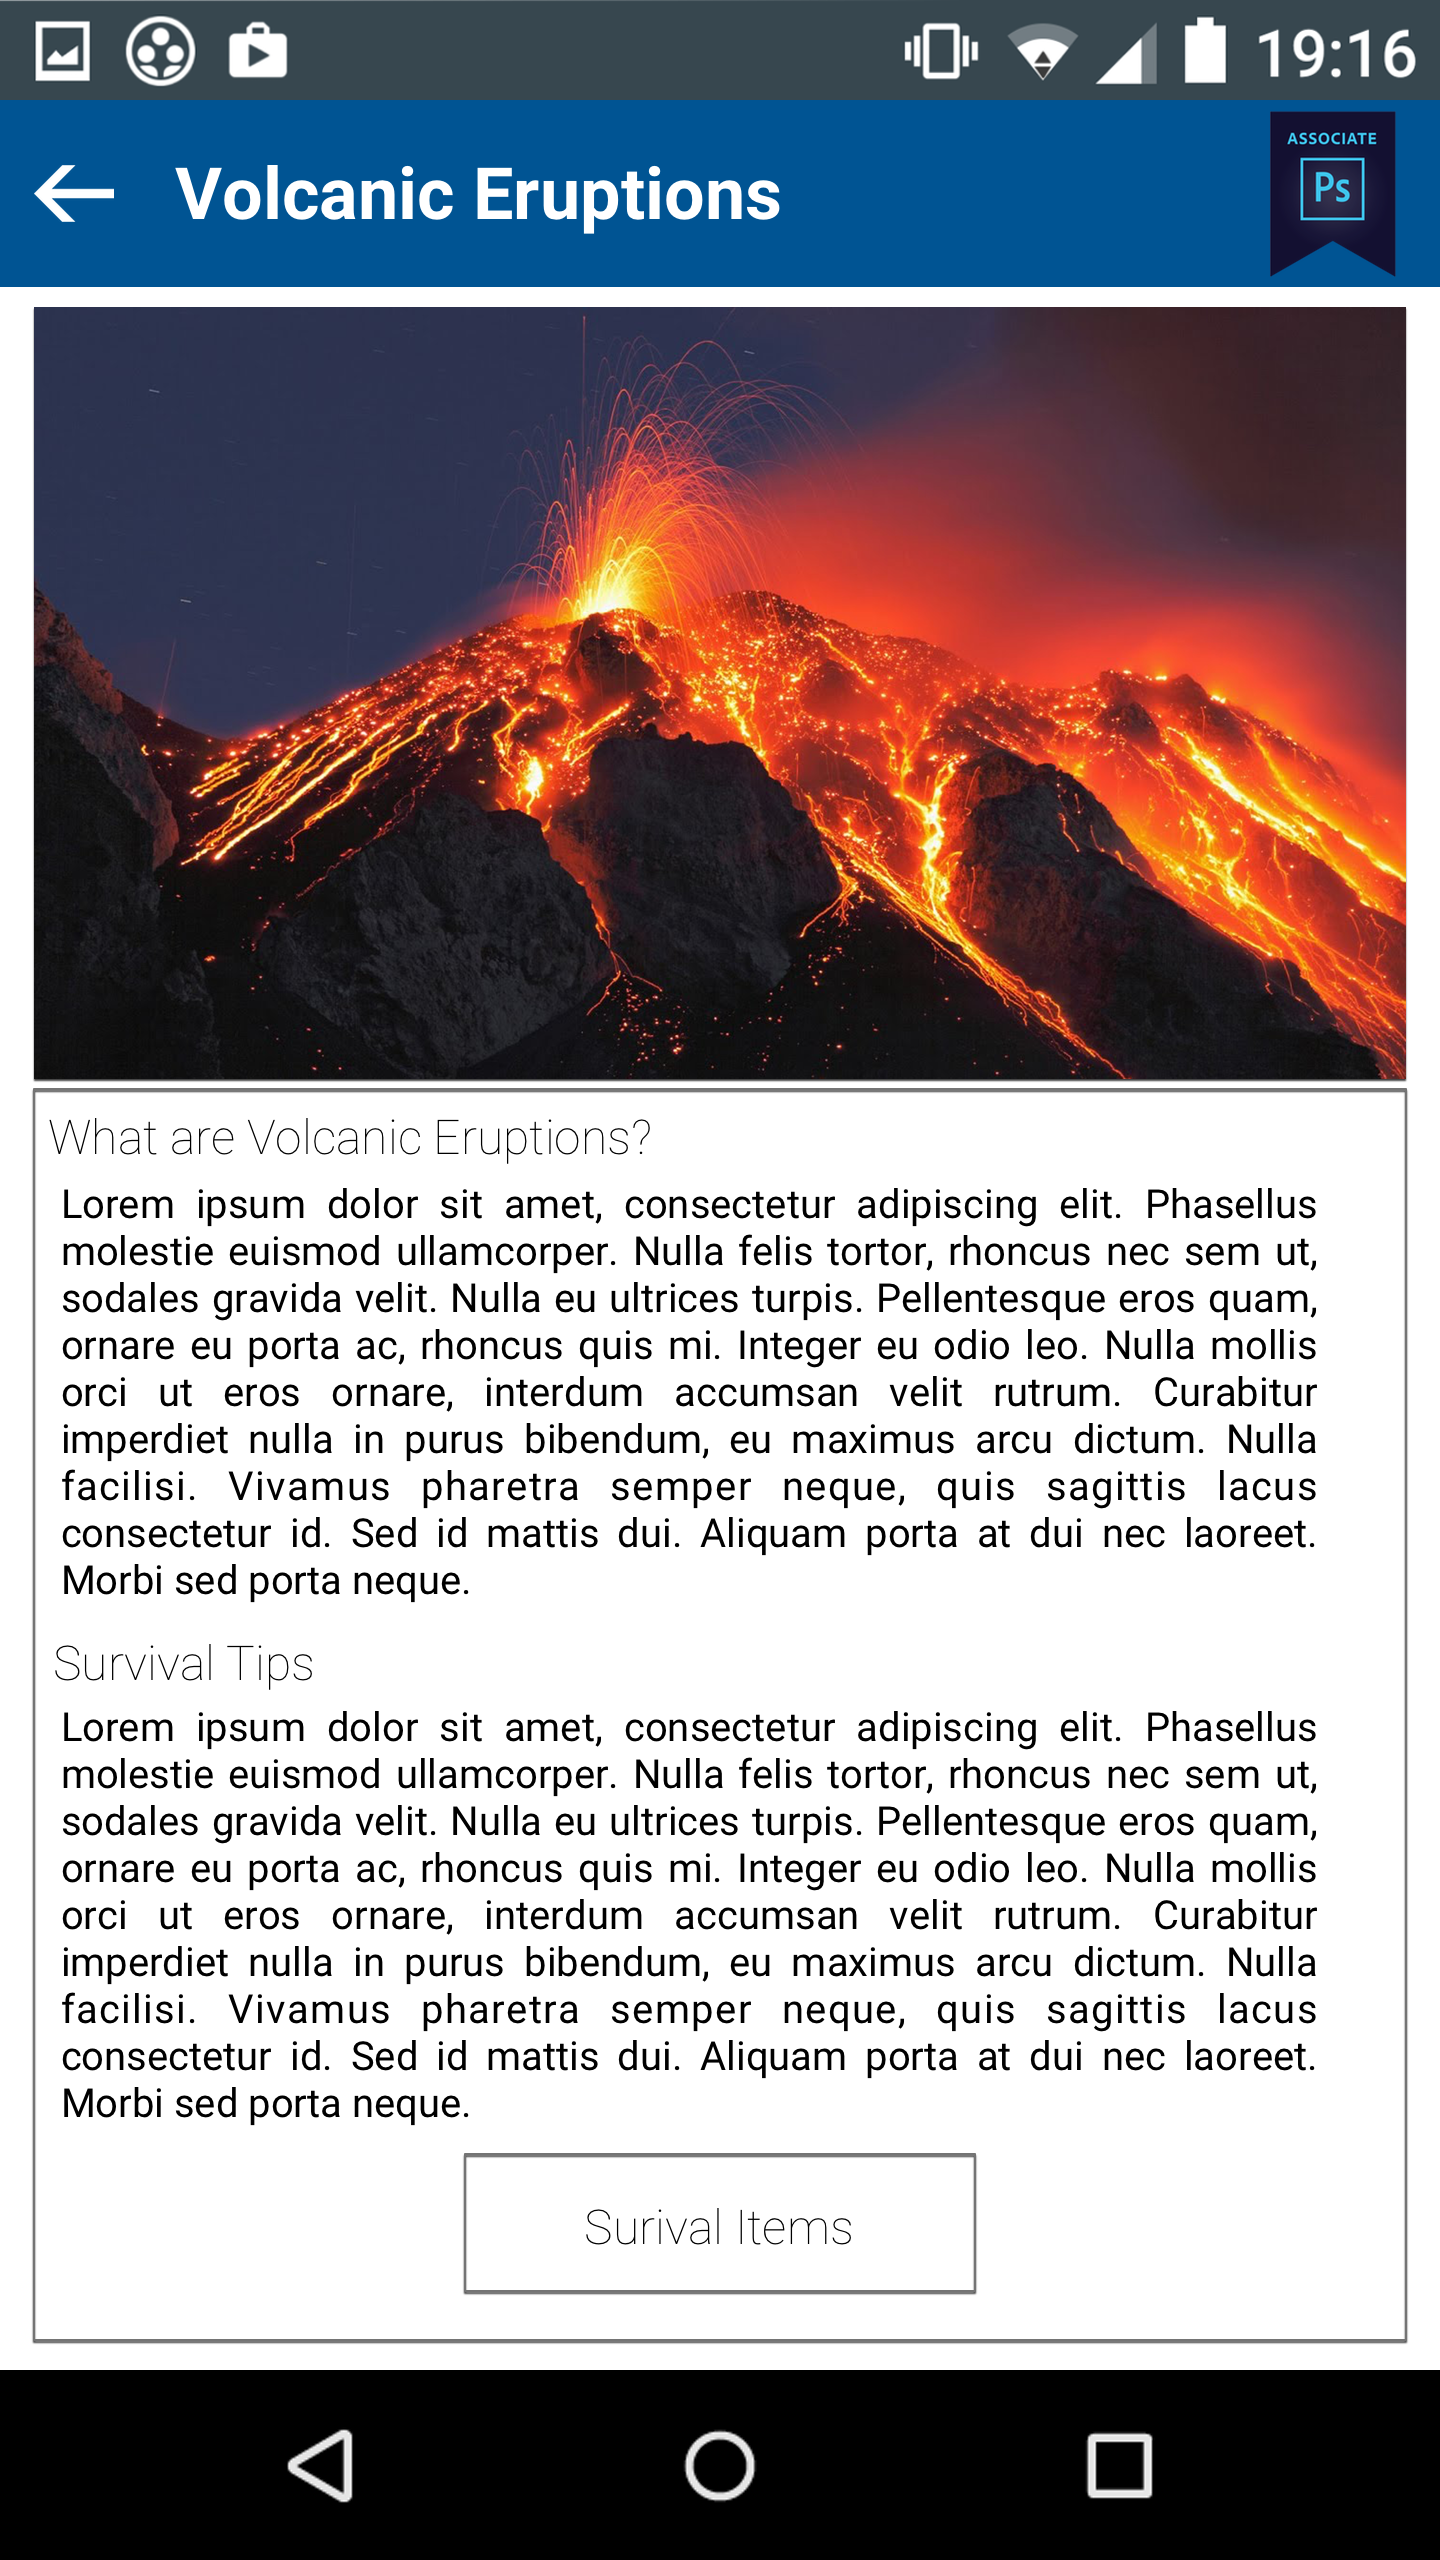 19:16
Volcanic Eruptions
ASSOCIATE
Ps
What are Volcanic Eruptions?
Lorem ipsum dolor sit amet, consectetur adipiscing elit. Phasellus
molestie euismod ullamcorper. Nulla felis tortor, rhoncus nec sem ut,
sodales gravida velit. Nulla eu ultrices turpis. Pellentesque eros quam,
ornare eu porta ac, rhoncus quis mi. Integer eu odio leo. Nulla mollis
orci ut eros ornare, interdum accumsan velit rutrum. Curabitur
imperdiet nulla in purus bibendum, eu maximus arcu dictum. Nulla
facilisi. Vivamus pharetra semper neque, quis sagittis lacus
consectetur id. Sed id mattis dui. Aliquam porta at dui nec laoreet.
Morbi sed porta neque.
Survival Tips
Lorem ipsum dolor sit amet, consectetur adipiscing elit. Phasellus
molestie euismod ullamcorper. Nulla felis tortor, rhoncus nec sem ut,
sodales gravida velit. Nulla eu ultrices turpis. Pellentesque eros quam,
ornare eu porta ac, rhoncus quis mi. Integer eu odio leo. Nulla mollis
orci ut eros ornare, interdum accumsan velit rutrum. Curabitur
imperdiet nulla in purus bibendum, eu maximus arcu dictum. Nulla
facilisi. Vivamus pharetra semper neque, quis sagittis lacus
consectetur id. Sed id mattis dui. Aliquam porta at dui nec laoreet.
Morbi sed porta neque.
Surival Items